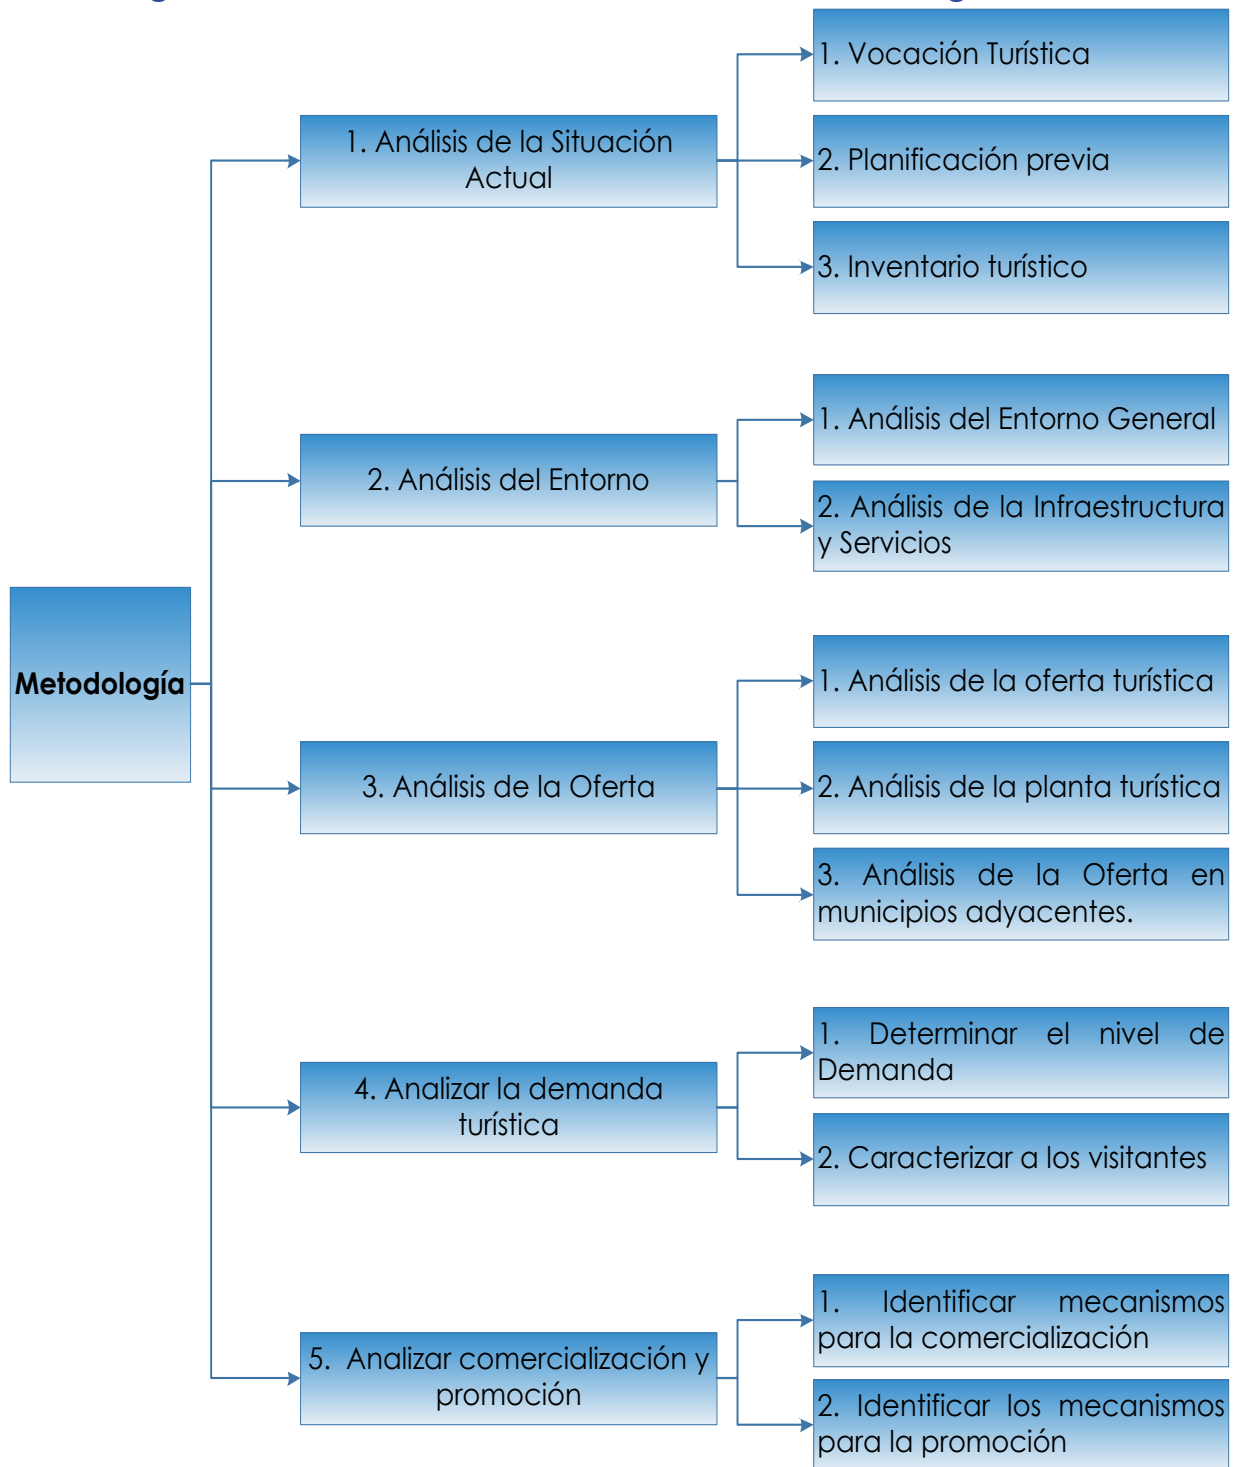 Metodología
1. Análisis de la Situación
Actual
1. Vocación Turística
2. Planificación previa
3. Inventario turístico
2. Análisis del Entorno
1. Análisis del Entorno General
2. Análisis de la Infraestructura
y Servicios
3. Análisis de la Oferta
1. Análisis de la oferta turística
2. Análisis de la planta turística
3. Análisis de la Oferta en
municipios adyacentes.
4. Analizar la demanda
turística
1. Determinar el nivel de
Demanda
2. Caracterizar a los visitantes
5. Analizar comercialización y
promoción
1. Identificar mecanismos
para la comercialización
2. Identificar los mecanismos
para la promoción